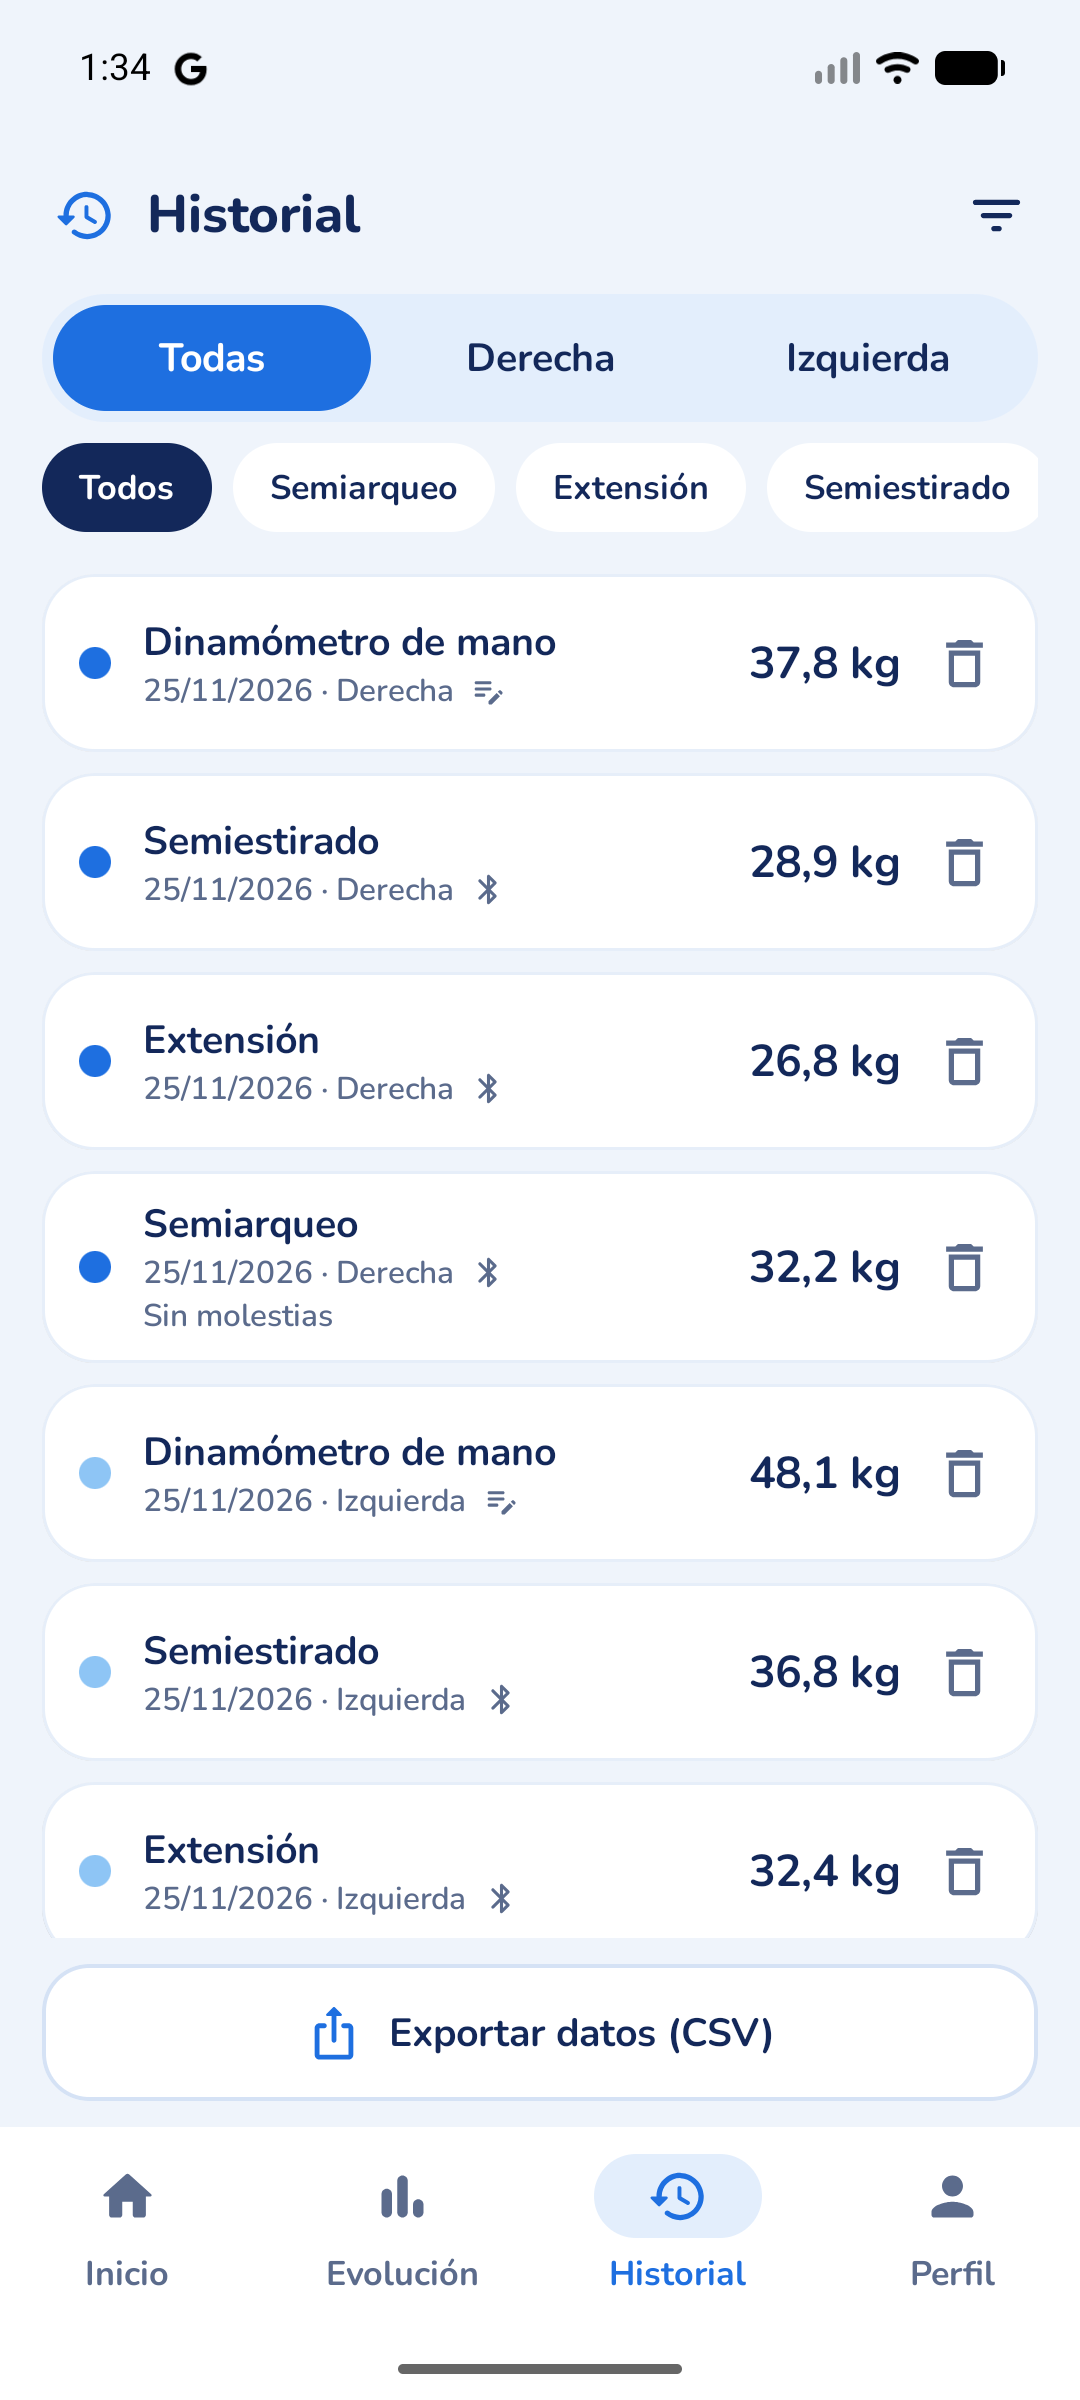 1:34
Historial
Todas Derecha Izquierda
Todos Semiarqueo Extensión Semiestirado
Dinamómetro de mano
25/11/2026 · Derecha
37,8 kg
Semiestirado
25/11/2026 · Derecha
28,9 kg
Extensión
25/11/2026 · Derecha
26,8 kg
Semiarqueo
25/11/2026 · Derecha
Sin molestias
32,2 kg
Dinamómetro de mano
25/11/2026 · Izquierda
48,1 kg
Semiestirado
25/11/2026 · Izquierda
36,8 kg
Extensión
25/11/2026 · Izquierda
32,4 kg
Exportar datos (CSV)
Inicio Evolución Historial Perfil